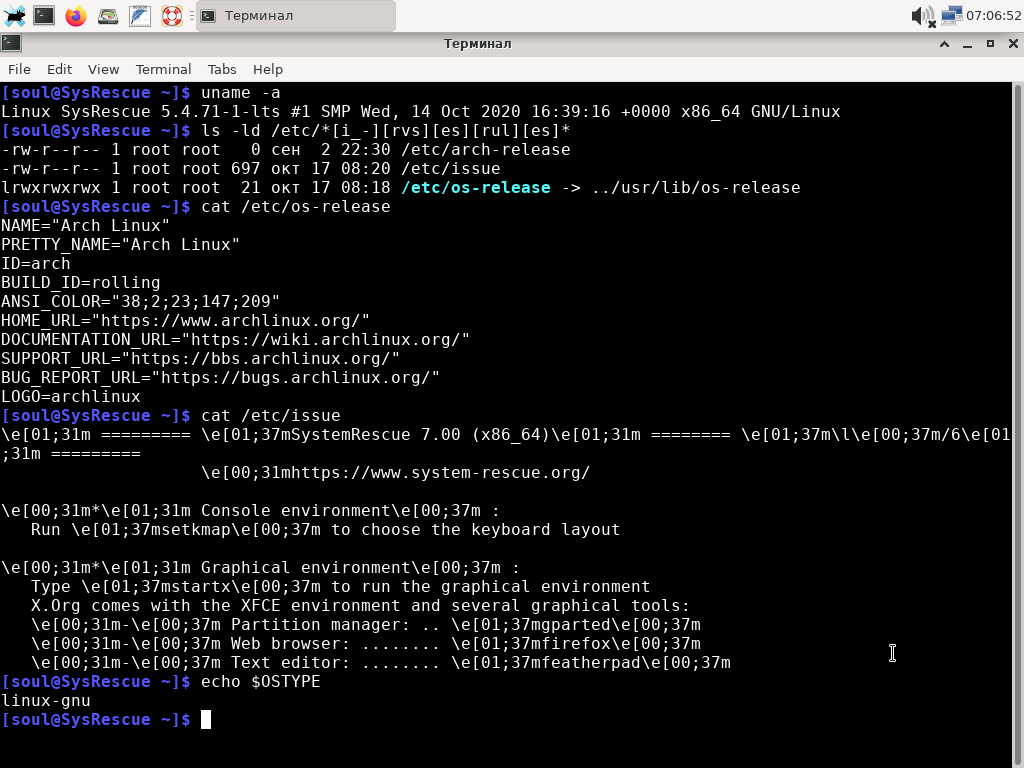 Терминал
07:06:52
Терминал
File Edit View Terminal Tabs Help
[soul@SysRescue ~]$ uname -a
Linux SysRescue 5.4.71-1-lts #1 SMP Wed, 14 Oct 2020 16:39:16 +0000 x86_64 GNU/Linux
[soul@SysRescue ~]$ ls -ld /etc/*[i_-][rvs][es][rul][es]*
-rw-r--r-- 1 root root   0 сен  2 22:30 /etc/arch-release
-rw-r--r-- 1 root root 697 окт 17 08:20 /etc/issue
lrwxrwxrwx 1 root root  21 окт 17 08:18 /etc/os-release -> ../usr/lib/os-release
[soul@SysRescue ~]$ cat /etc/os-release
NAME="Arch Linux"
PRETTY_NAME="Arch Linux"
ID=arch
BUILD_ID=rolling
ANSI_COLOR="38;2;23;147;209"
HOME_URL="https://www.archlinux.org/"
DOCUMENTATION_URL="https://wiki.archlinux.org/"
SUPPORT_URL="https://bbs.archlinux.org/"
BUG_REPORT_URL="https://bugs.archlinux.org/"
LOGO=archlinux
[soul@SysRescue ~]$ cat /etc/issue
\e[01;31m ========= \e[01;37mSystemRescue 7.00 (x86_64)\e[01;31m ======== \e[01;37m\l\e[00;37m/6\e[01
;31m =========
                    \e[00;31mhttps://www.system-rescue.org/

\e[00;31m*\e[01;31m Console environment\e[00;37m :
   Run \e[01;37msetkmap\e[00;37m to choose the keyboard layout

\e[00;31m*\e[01;31m Graphical environment\e[00;37m :
   Type \e[01;37mstartx\e[00;37m to run the graphical environment
   X.Org comes with the XFCE environment and several graphical tools:
   \e[00;31m-\e[00;37m Partition manager: .. \e[01;37mgparted\e[00;37m
   \e[00;31m-\e[00;37m Web browser: ........ \e[01;37mfirefox\e[00;37m
   \e[00;31m-\e[00;37m Text editor: ........ \e[01;37mfeatherpad\e[00;37m
[soul@SysRescue ~]$ echo $OSTYPE
linux-gnu
[soul@SysRescue ~]$